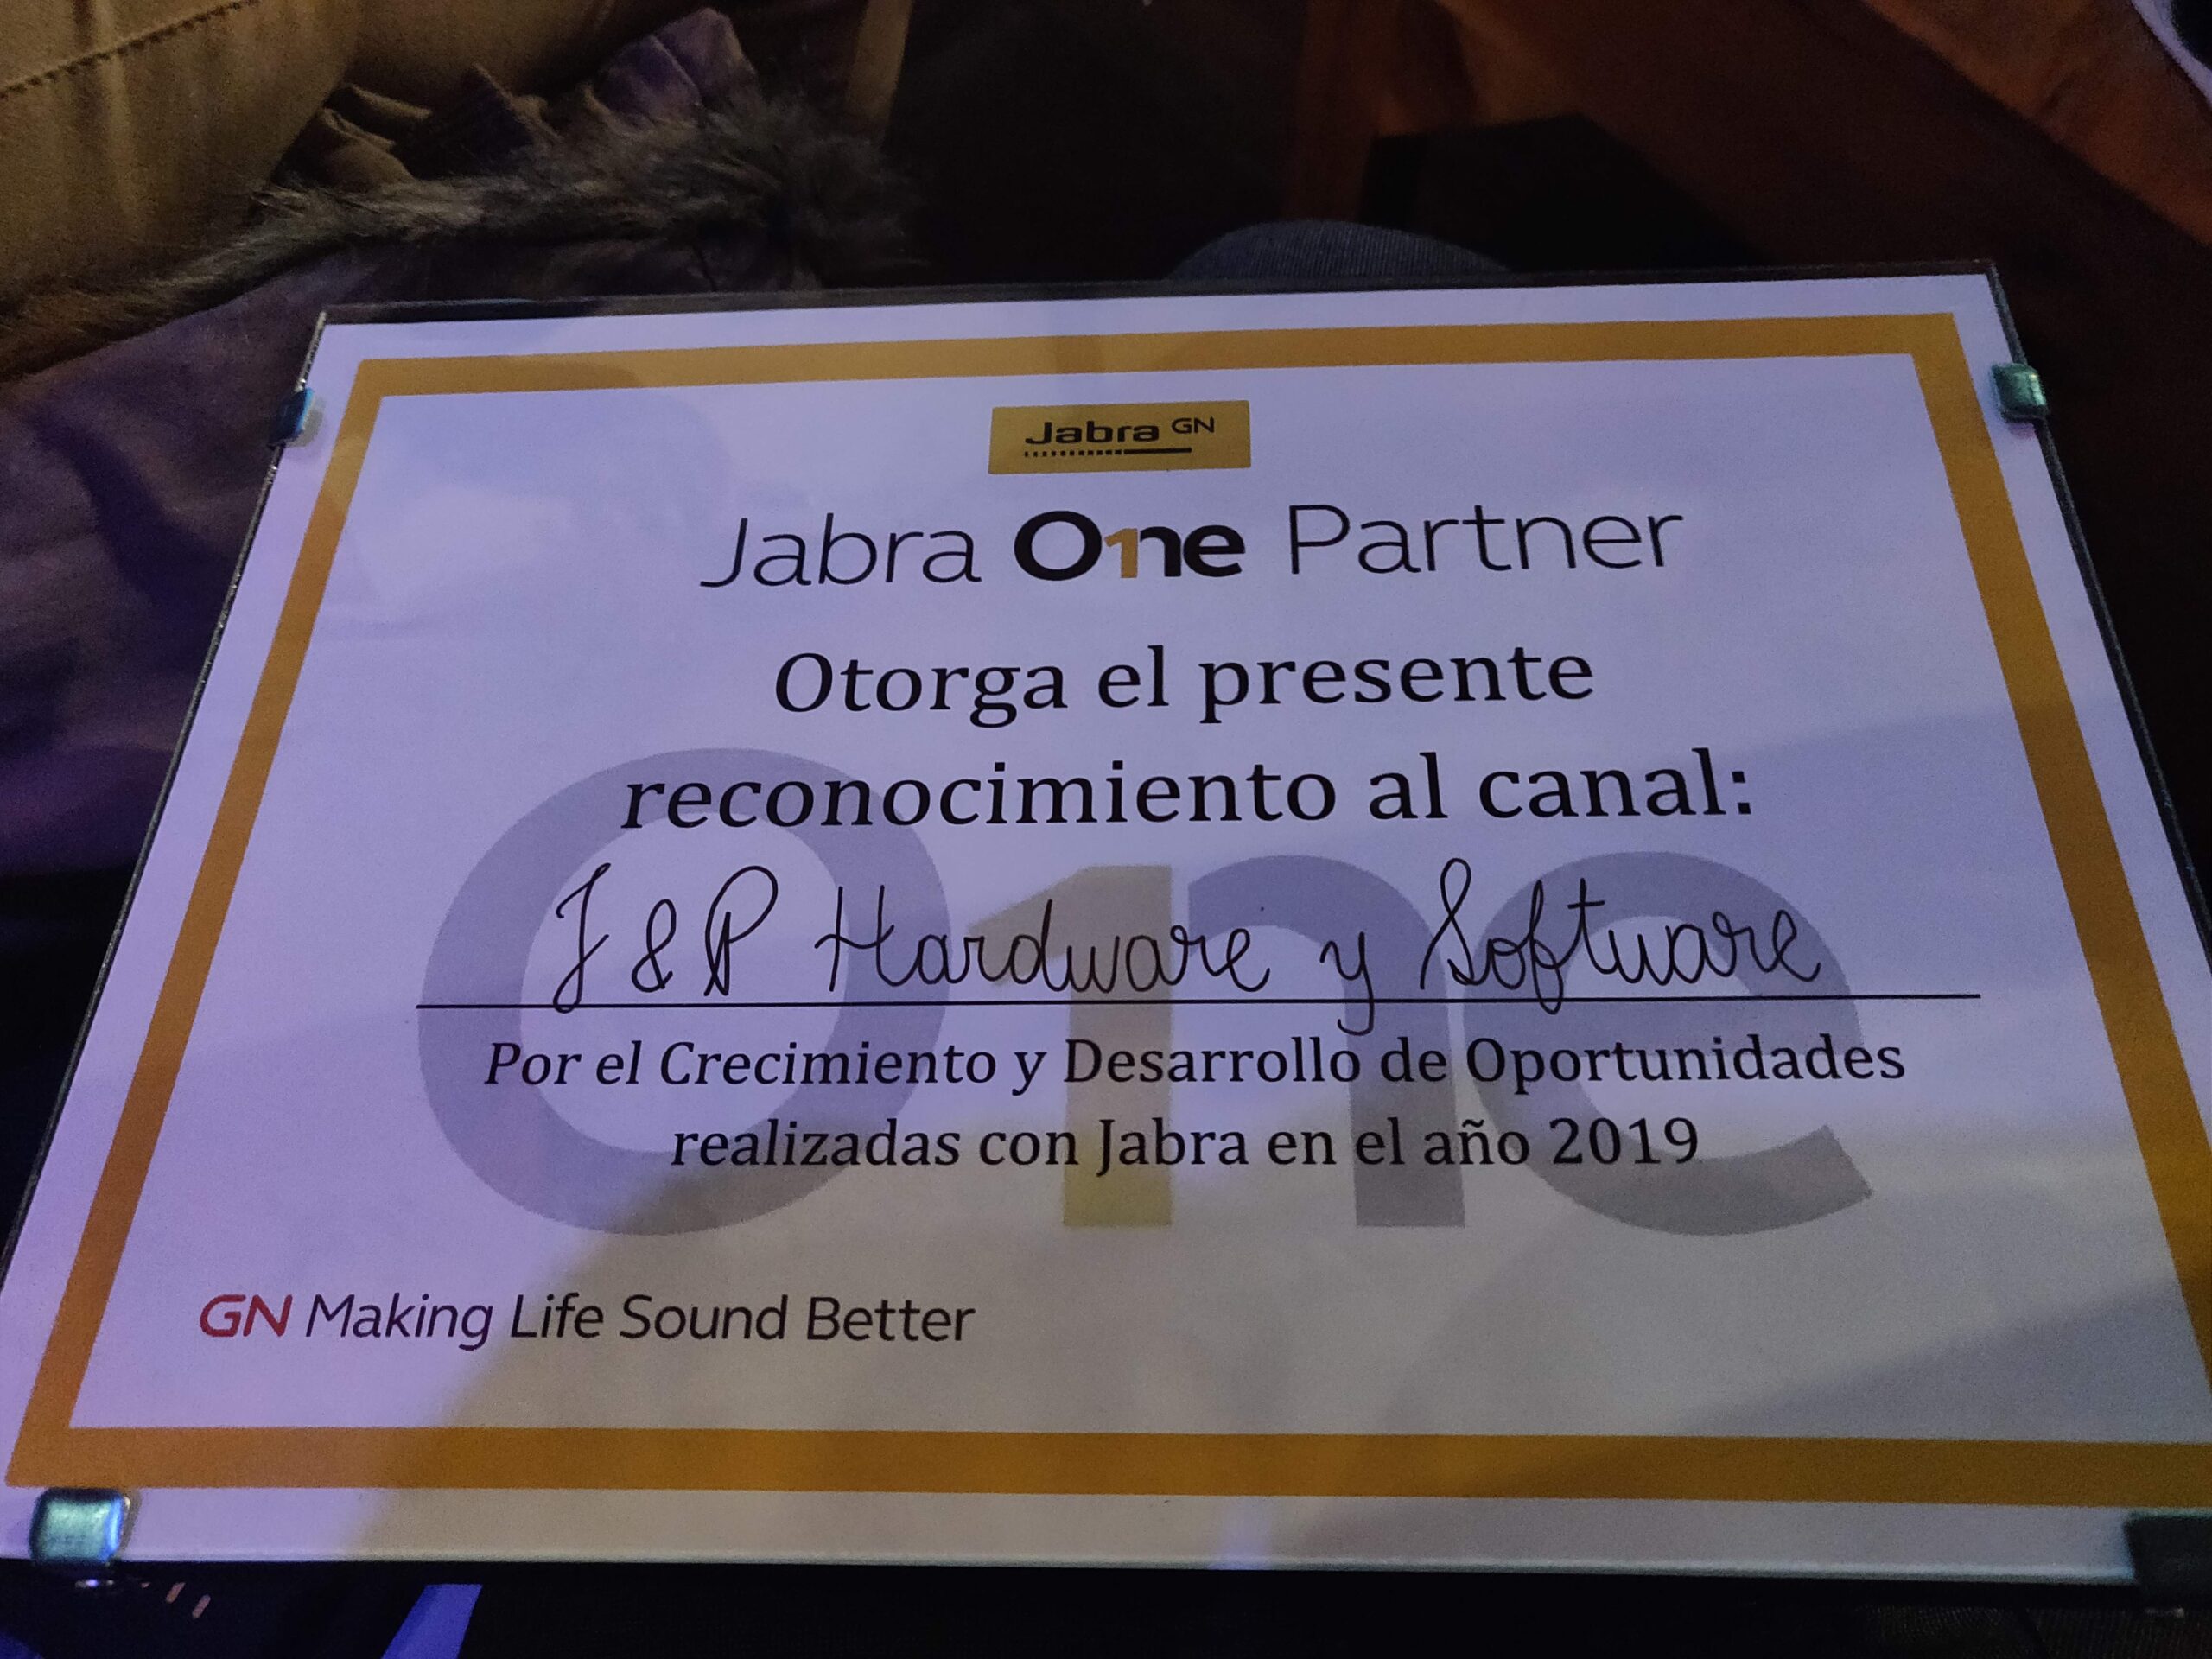 Jabra GN
Jabra One Partner
Otorga el presente
reconocimiento al canal:
J & P Hardware y Software
Por el Crecimiento y Desarrollo de Oportunidades
realizadas con Jabra en el año 2019
one
GN Making Life Sound Better